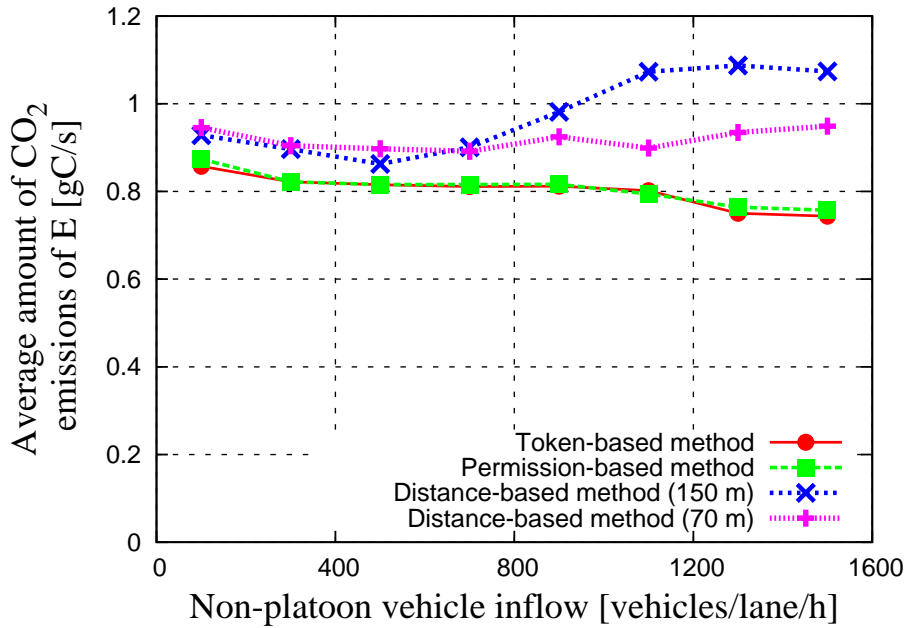 Average amount of CO2
emissions of E [gC/s]
1.2
1
0.8
0.6
0.4
0.2
0
Token-based method
Permission-based method
Distance-based method (150 m)
Distance-based method (70 m)
0 400 800 1200 1600
Non-platoon vehicle inflow [vehicles/lane/h]